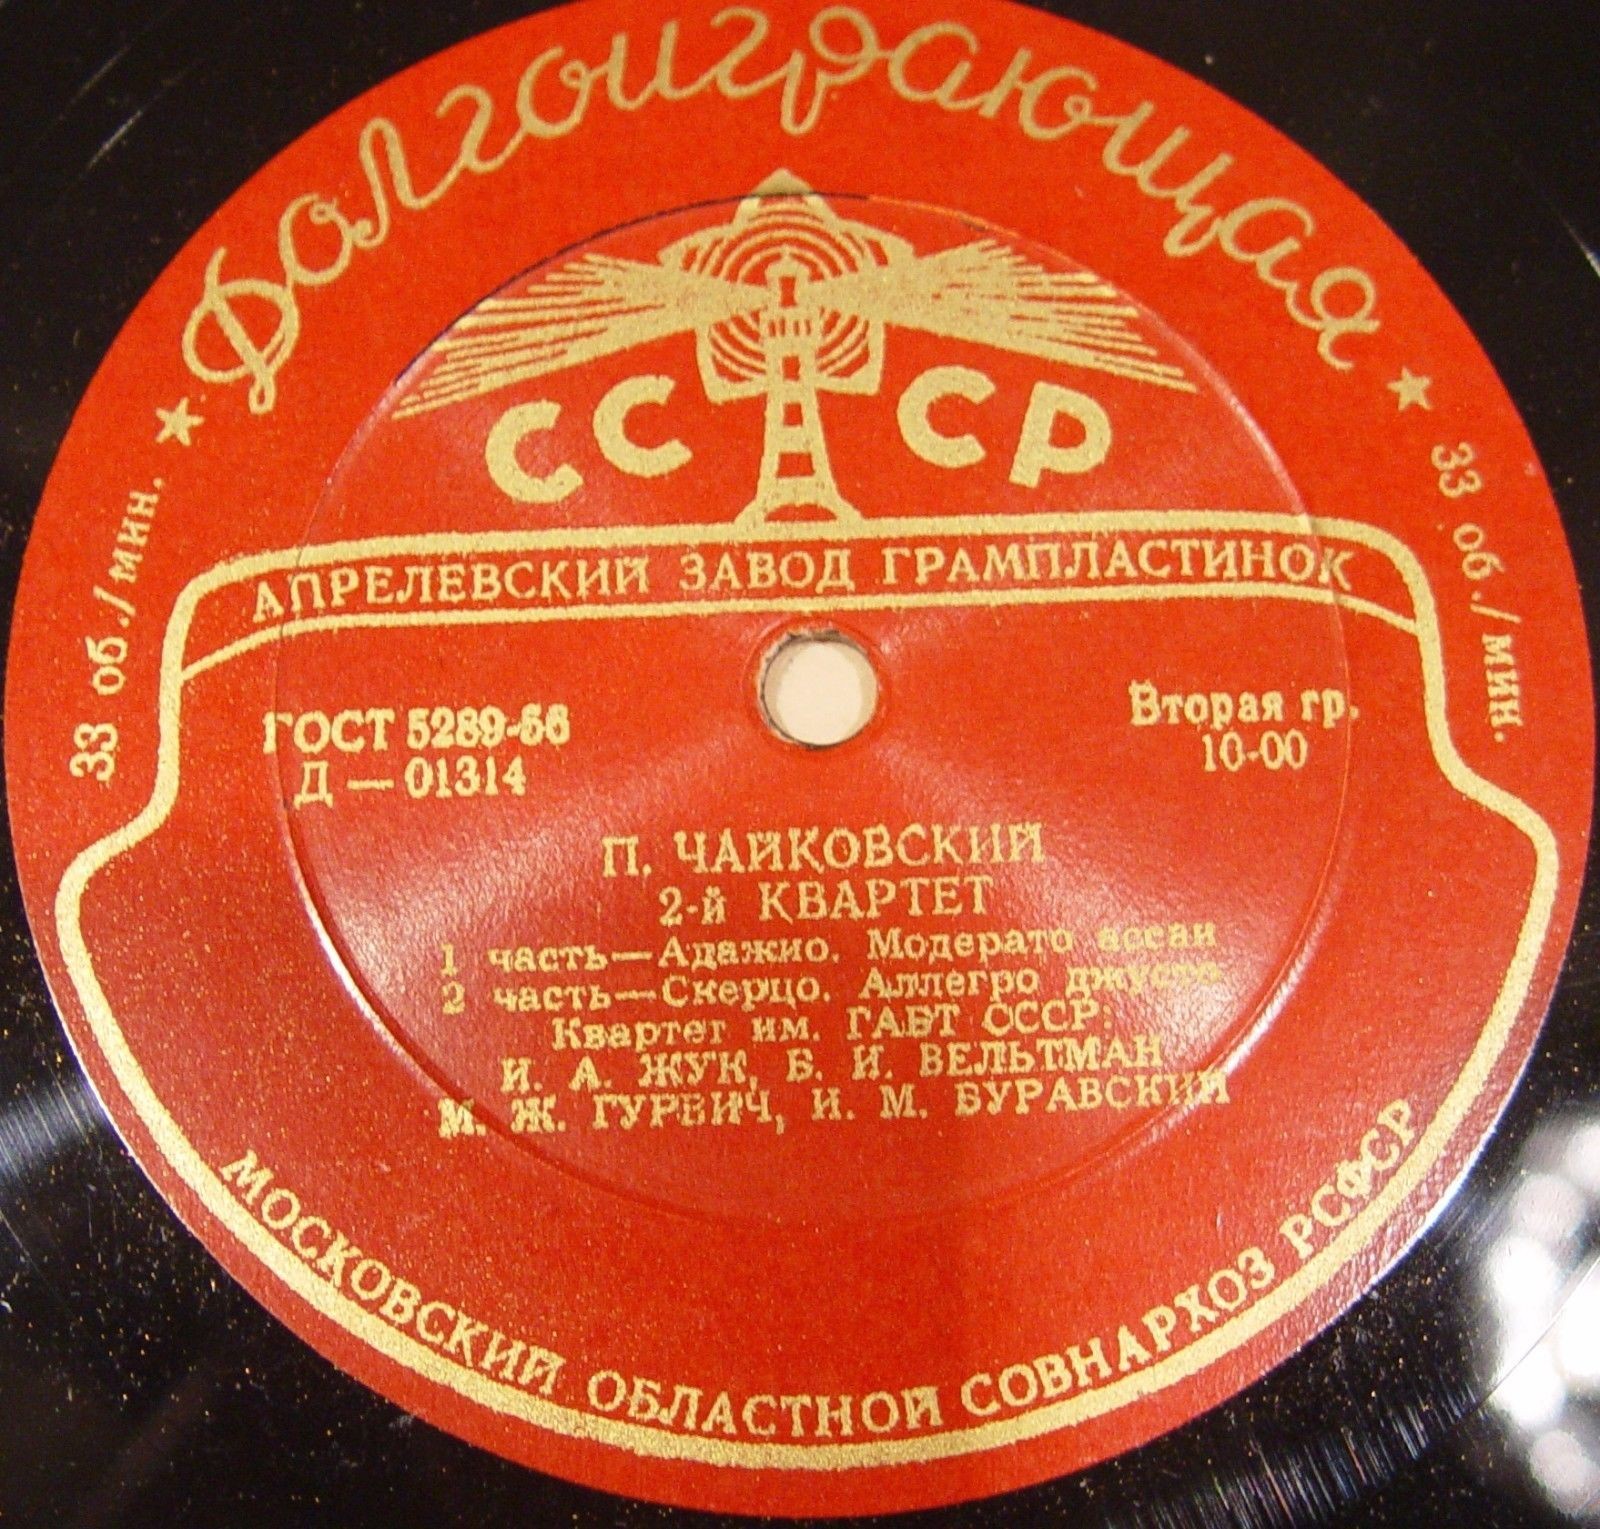 Долгоиграющая
★ 33 об./мин.
★ 33 об./мин.
СССР
АПРЕЛЕВСКИЙ ЗАВОД ГРАМПЛАСТИНОК
ГОСТ 5289-56
Д — 01314
Вторая гр.
10-00
П. ЧАЙКОВСКИЙ
2-й КВАРТЕТ
1 часть—Адажио. Модерато ассаи
2 часть—Скерцо. Аллегро джусто
Квартет им. ГАБТ СССР:
И. А. ЖУК, Б. И. ВЕЛЬТМАН
М. Ж. ГУРВИЧ, И. М. БУРАВСКИЙ
МОСКОВСКИЙ ОБЛАСТНОЙ СОВНАРХОЗ РСФСР